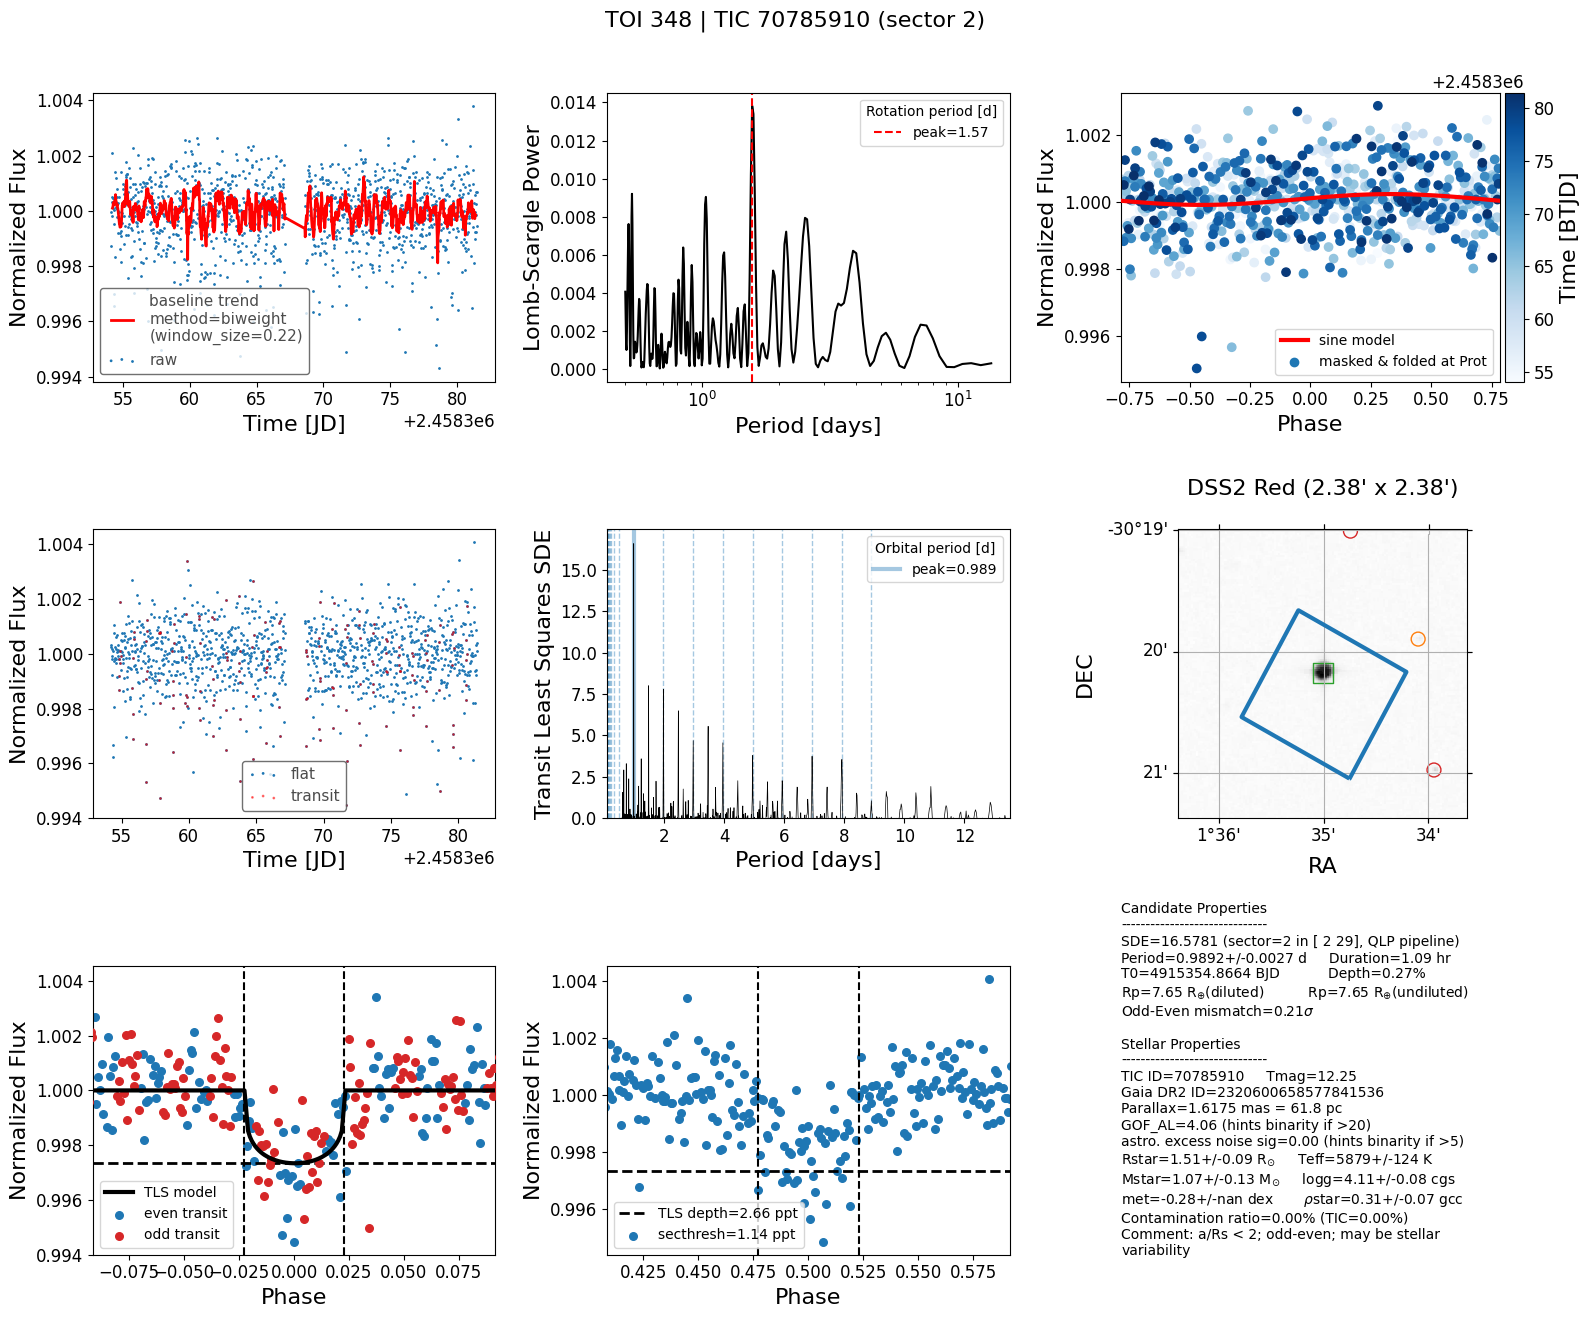 TOI 348 | TIC 70785910 (sector 2)
Normalized Flux
1.004
1.002
1.000
0.998
0.996
0.994
baseline trend
method=biweight
(window_size=0.22)
raw
55 60 65 70 75 80
Time [JD]
+2.4583e6
Lomb-Scargle Power
0.014
0.012
0.010
0.008
0.006
0.004
0.002
0.000
Rotation period [d]
peak=1.57
10⁰ 10¹
Period [days]
Normalized Flux
1.002
1.000
0.998
0.996
sine model
masked & folded at Prot
−0.75 −0.50 −0.25 0.00 0.25 0.50 0.75
Phase
+2.4583e6
80
75
70
65
60
55
Time [BTJD]
Normalized Flux
1.004
1.002
1.000
0.998
0.996
0.994
flat
transit
55 60 65 70 75 80
Time [JD]
+2.4583e6
Transit Least Squares SDE
15.0
12.5
10.0
7.5
5.0
2.5
0.0
Orbital period [d]
peak=0.989
2 4 6 8 10 12
Period [days]
DSS2 Red (2.38' x 2.38')
DEC
-30°19'
20'
21'
1°36' 35' 34'
RA
Normalized Flux
1.004
1.002
1.000
0.998
0.996
0.994
TLS model
even transit
odd transit
−0.075 −0.050 −0.025 0.000 0.025 0.050 0.075
Phase
Normalized Flux
1.004
1.002
1.000
0.998
0.996
TLS depth=2.66 ppt
secthresh=1.14 ppt
0.425 0.450 0.475 0.500 0.525 0.550 0.575
Phase
Candidate Properties
------------------------------
SDE=16.5781 (sector=2 in [ 2 29], QLP pipeline)
Period=0.9892+/-0.0027 d Duration=1.09 hr
T0=4915354.8664 BJD Depth=0.27%
Rp=7.65 R⊕(diluted) Rp=7.65 R⊕(undiluted)
Odd-Even mismatch=0.21σ
Stellar Properties
------------------------------
TIC ID=70785910 Tmag=12.25
Gaia DR2 ID=2320600658577841536
Parallax=1.6175 mas = 61.8 pc
GOF_AL=4.06 (hints binarity if >20)
astro. excess noise sig=0.00 (hints binarity if >5)
Rstar=1.51+/-0.09 R⊙ Teff=5879+/-124 K
Mstar=1.07+/-0.13 M⊙ logg=4.11+/-0.08 cgs
met=-0.28+/-nan dex ρstar=0.31+/-0.07 gcc
Contamination ratio=0.00% (TIC=0.00%)
Comment: a/Rs < 2; odd-even; may be stellar
variability